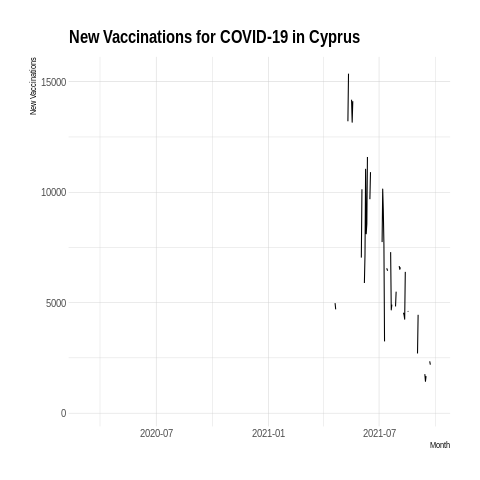 New Vaccinations for COVID-19 in Cyprus
New Vaccinations
15000
10000
5000
0
2020-07
2021-01
2021-07
Month